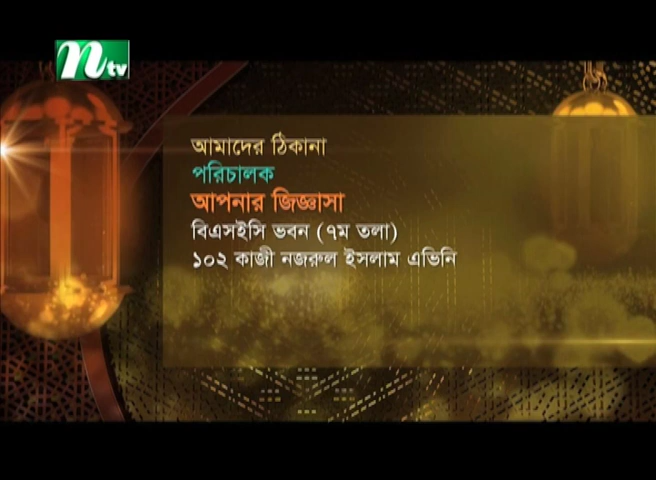 ntv
আমাদের ঠিকানা
পরিচালক
আপনার জিজ্ঞাসা
বিএসইসি ভবন (৭ম তলা)
১০২ কাজী নজরুল ইসলাম এভিনি